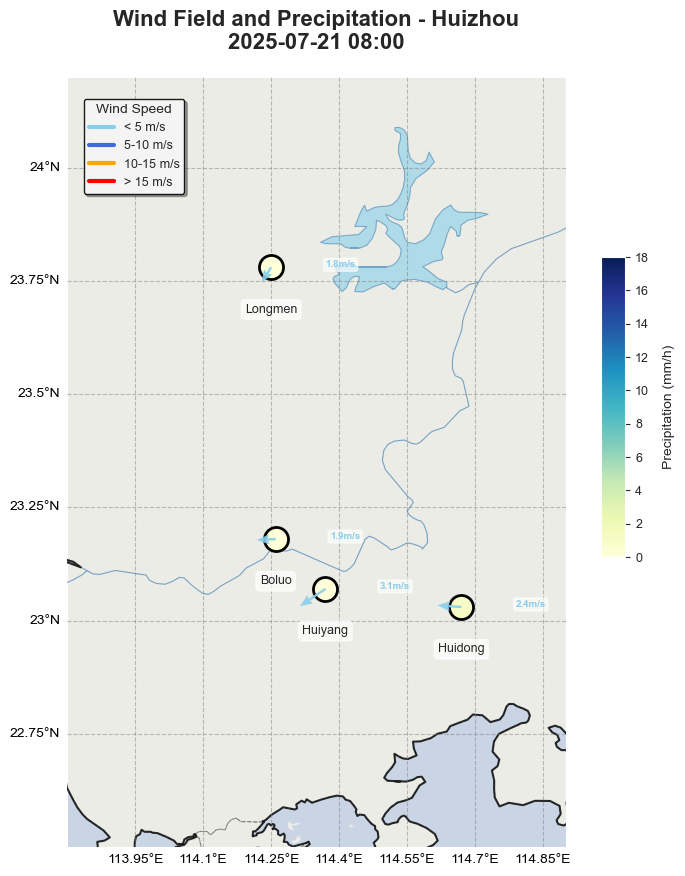 Wind Field and Precipitation - Huizhou
2025-07-21 08:00
Wind Speed
< 5 m/s
5-10 m/s
10-15 m/s
> 15 m/s
24°N
23.75°N
23.5°N
23.25°N
23°N
22.75°N
1.8m/s
Longmen
1.9m/s
Boluo
3.1m/s
Huiyang
2.4m/s
Huidong
113.95°E
114.1°E
114.25°E
114.4°E
114.55°E
114.7°E
114.85°E
18
16
14
12
10
8
6
4
2
0
Precipitation (mm/h)